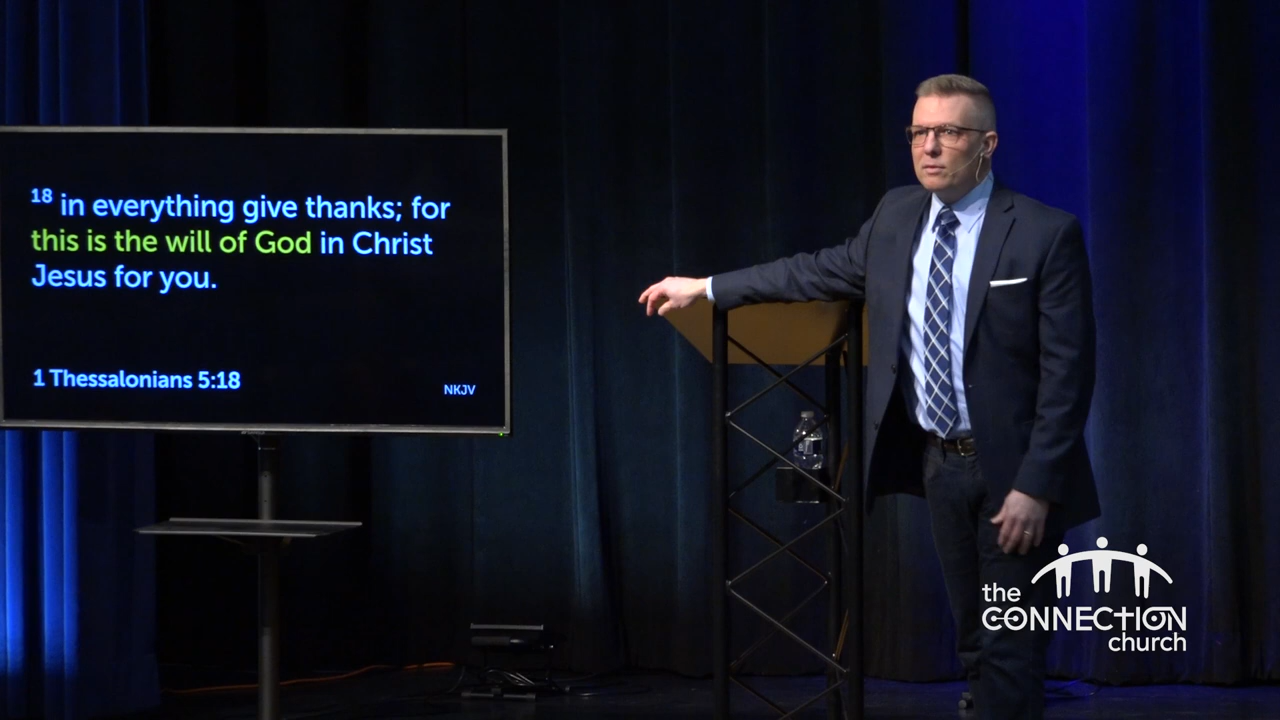 18 in everything give thanks; for
this is the will of God in Christ
Jesus for you.
1 Thessalonians 5:18
NKJV
the
CONNECTION
church